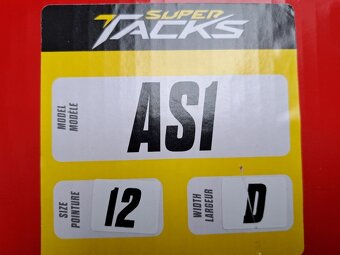 SUPER
TACKS
MODEL
MODÈLE
AS1
SIZE
POINTURE
12
WIDTH
LARGEUR
D